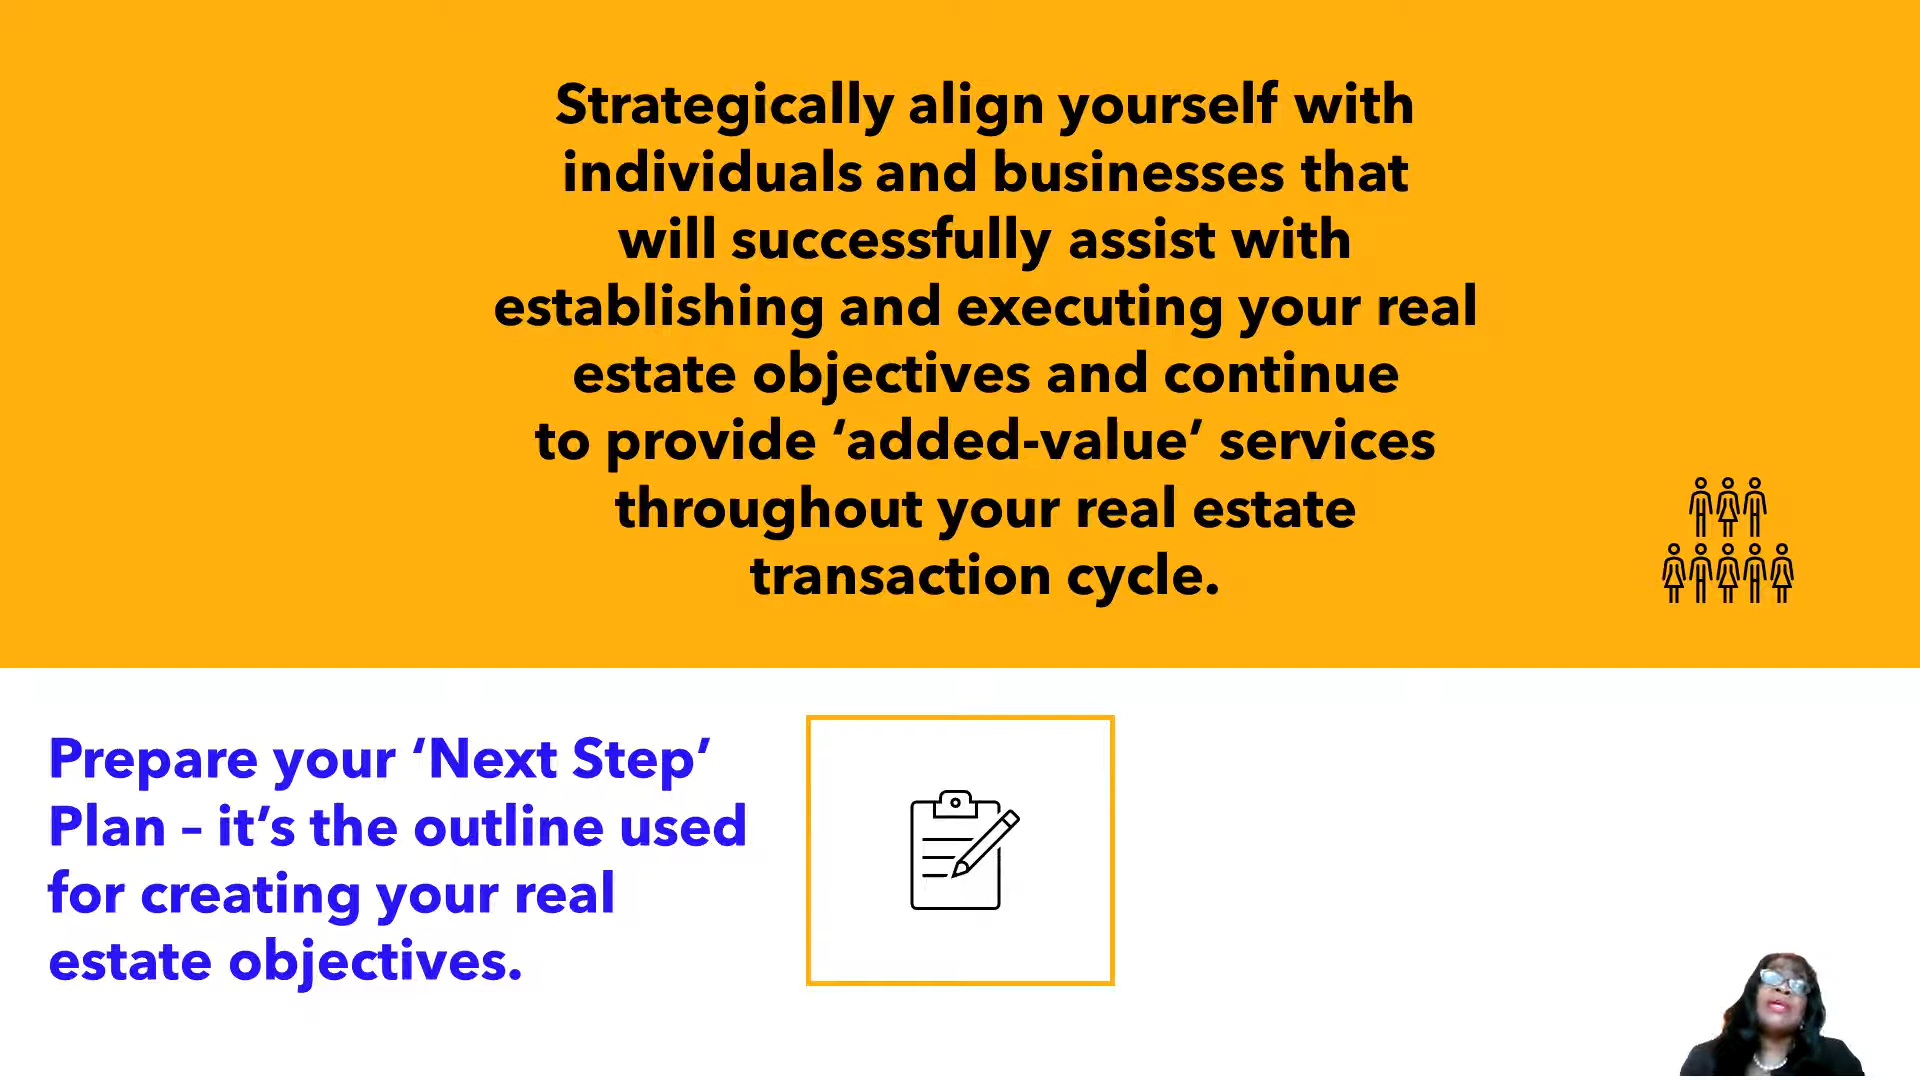 Strategically align yourself with
individuals and businesses that
will successfully assist with
establishing and executing your real
estate objectives and continue
to provide ‘added-value’ services
throughout your real estate
transaction cycle.
Prepare your ‘Next Step’
Plan – it’s the outline used
for creating your real
estate objectives.